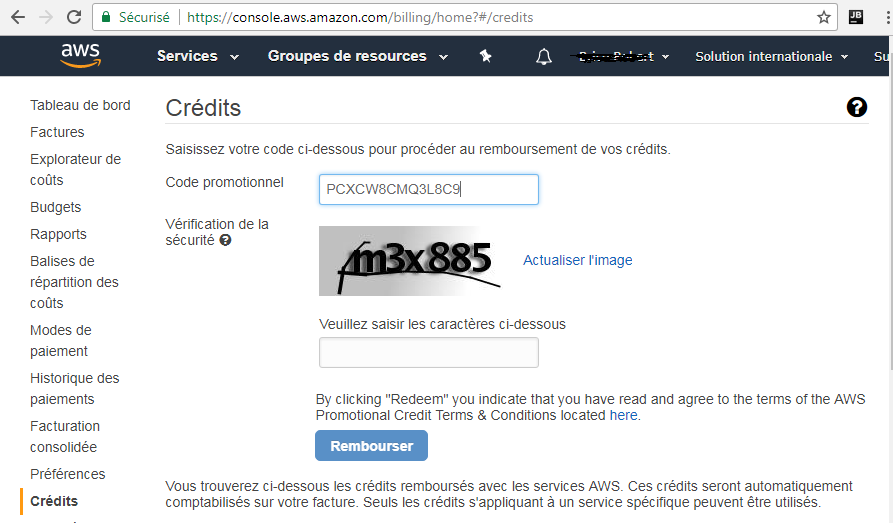 Sécurisé https://console.aws.amazon.com/billing/home?#/credits
aws Services Groupes de resources Solution internationale Su
Tableau de bord
Factures
Explorateur de
coûts
Budgets
Rapports
Balises de
répartition des
coûts
Modes de
paiement
Historique des
paiements
Facturation
consolidée
Préférences
Crédits
Crédits
Saisissez votre code ci-dessous pour procéder au remboursement de vos crédits.
Code promotionnel PCXCW8CMQ3L8C9
Vérification de la
sécurité
m3x885
Actualiser l'image
Veuillez saisir les caractères ci-dessous
By clicking "Redeem" you indicate that you have read and agree to the terms of the AWS
Promotional Credit Terms & Conditions located here.
Rembourser
Vous trouverez ci-dessous les crédits remboursés avec les services AWS. Ces crédits seront automatiquement
comptabilisés sur votre facture. Seuls les crédits s'appliquant à un service spécifique peuvent être utilisés.